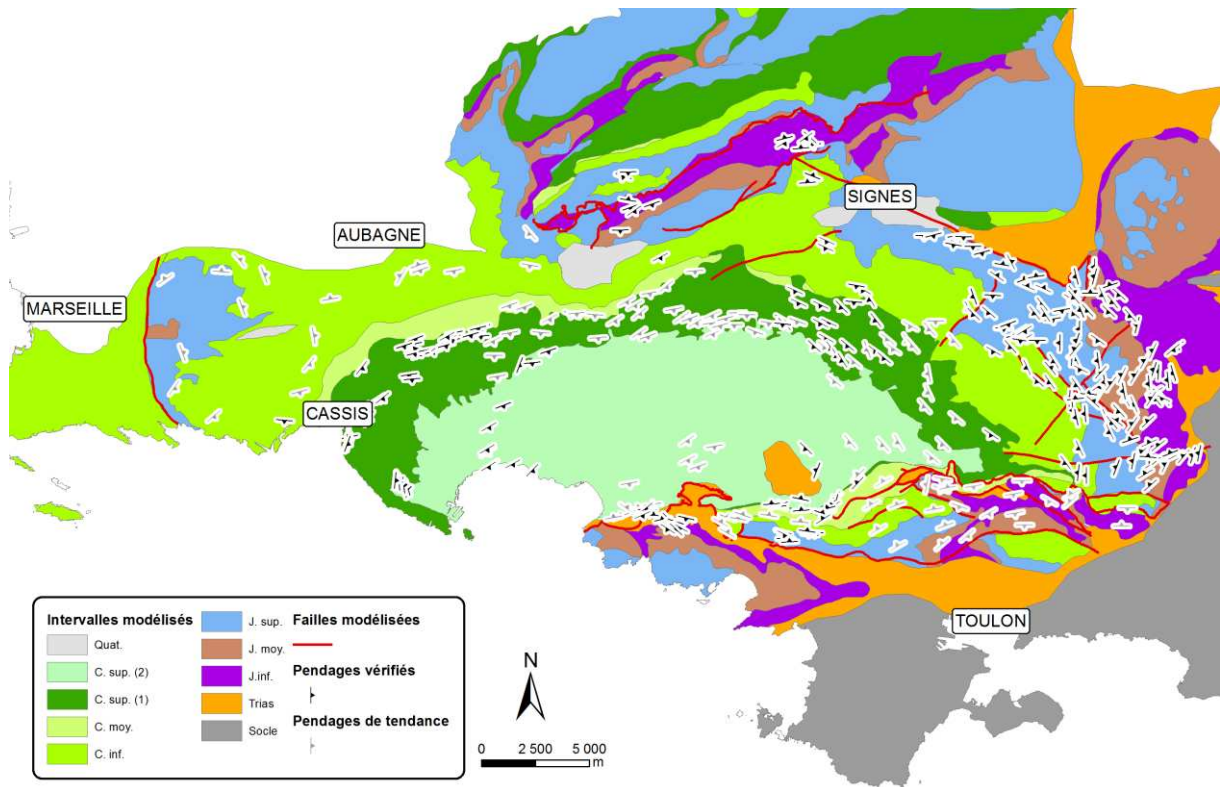 SIGNES
AUBAGNE
MARSEILLE
CASSIS
TOULON
Intervalles modélisés
Quat.
C. sup. (2)
C. sup. (1)
C. moy.
C. inf.
J. sup.
J. moy.
J.inf.
Trias
Socle
Failles modélisées
Pendages vérifiés
Pendages de tendance
N
0 2 500 5 000
m